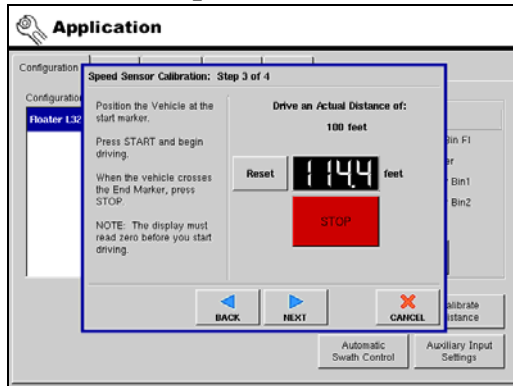 Application
Configuration
Speed Sensor Calibration: Step 3 of 4
Configuration
Floater L32
Position the Vehicle at the
start marker.
Press START and begin
driving.
When the vehicle crosses
the End Marker, press
STOP.
NOTE: The display must
read zero before you start
driving.
Drive an Actual Distance of:
100 feet
Reset
114.4
feet
STOP
BACK
NEXT
CANCEL
Bin F1
Bin1
Bin2
Automatic
Swath Control
Auxiliary Input
Settings